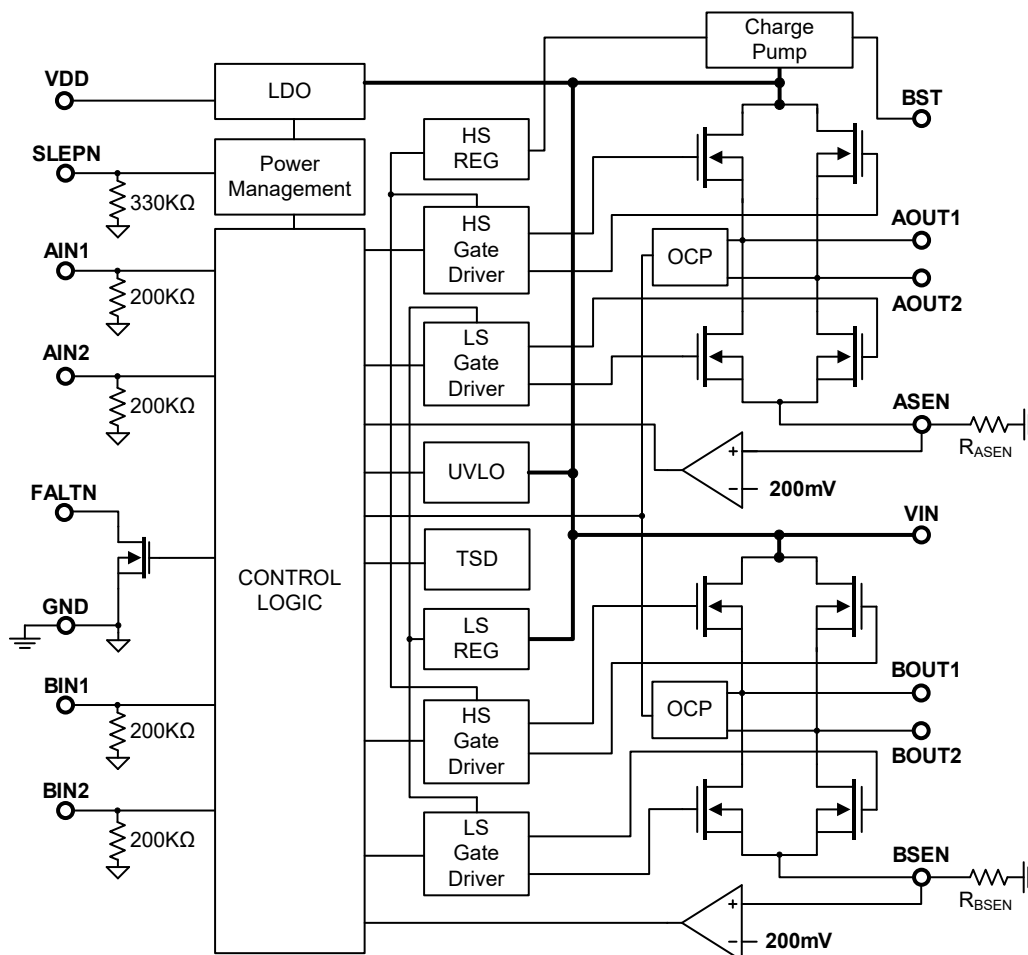 Charge
Pump
VDD
LDO
BST
SLEPN
HS
REG
Power
Management
330KΩ
HS
Gate
Driver
AOUT1
AIN1
OCP
200KΩ
AOUT2
LS
Gate
Driver
AIN2
200KΩ
ASEN
R_ASEN
+
UVLO
FALTN
−
200mV
VIN
TSD
CONTROL
LOGIC
GND
LS
REG
BOUT1
BIN1
OCP
HS
Gate
Driver
200KΩ
BOUT2
BIN2
LS
Gate
Driver
200KΩ
BSEN
R_BSEN
+
−
200mV